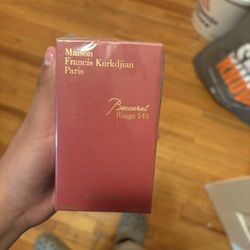 Maison
Francis Kurkdjian
Paris
Baccarat
Rouge 540